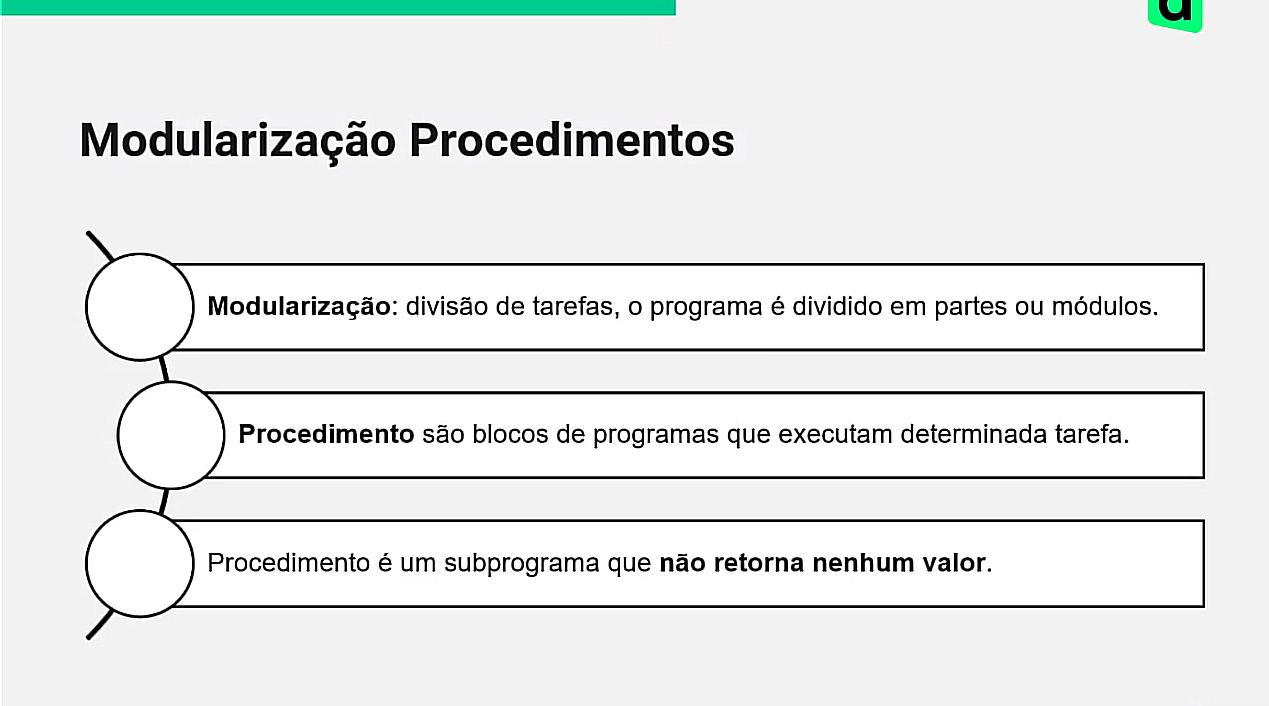 Modularização Procedimentos
Modularização: divisão de tarefas, o programa é dividido em partes ou módulos.
Procedimento são blocos de programas que executam determinada tarefa.
Procedimento é um subprograma que não retorna nenhum valor.